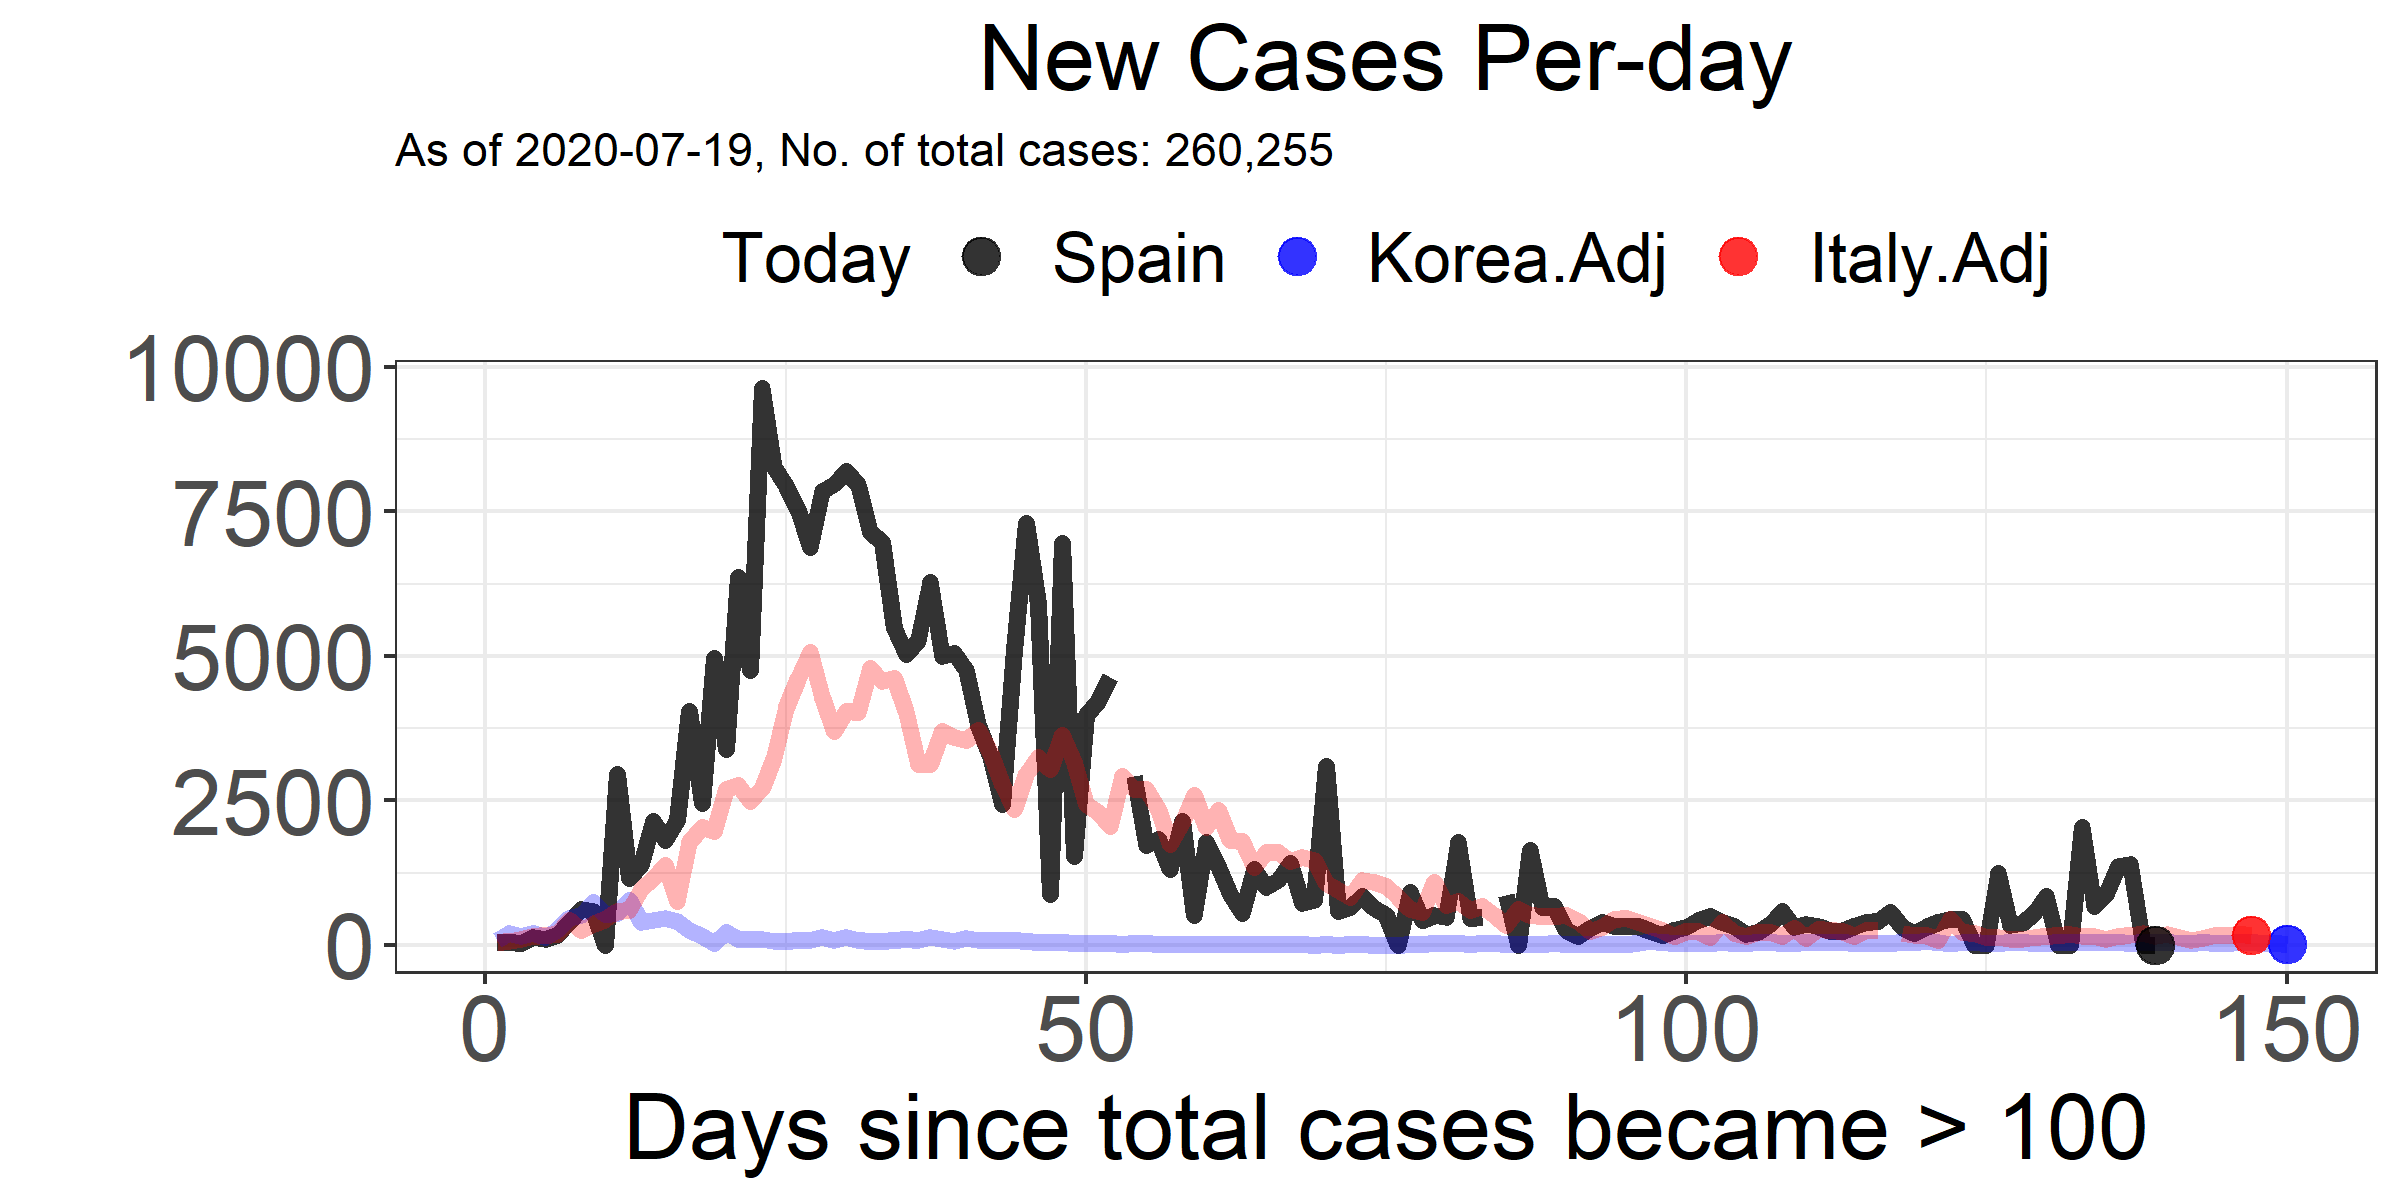 New Cases Per-day
As of 2020-07-19, No. of total cases: 260,255
Today Spain Korea.Adj Italy.Adj
10000
7500
5000
2500
0
0 50 100 150
Days since total cases became > 100